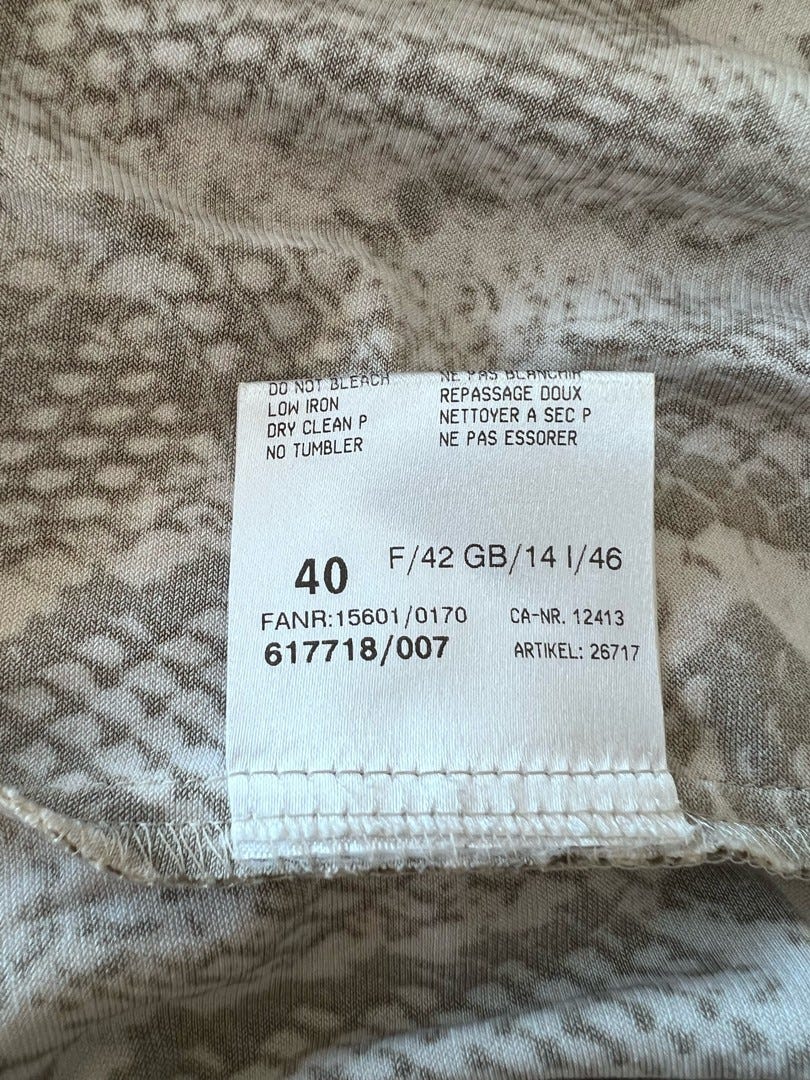 DO NOT BLEACH
LOW IRON
DRY CLEAN P
NO TUMBLER
NE PAS BLANCHIR
REPASSAGE DOUX
NETTOYER A SEC P
NE PAS ESSORER
40 F/42 GB/14 I/46
FANR:15601/0170 CA-NR. 12413
617718/007 ARTIKEL: 26717